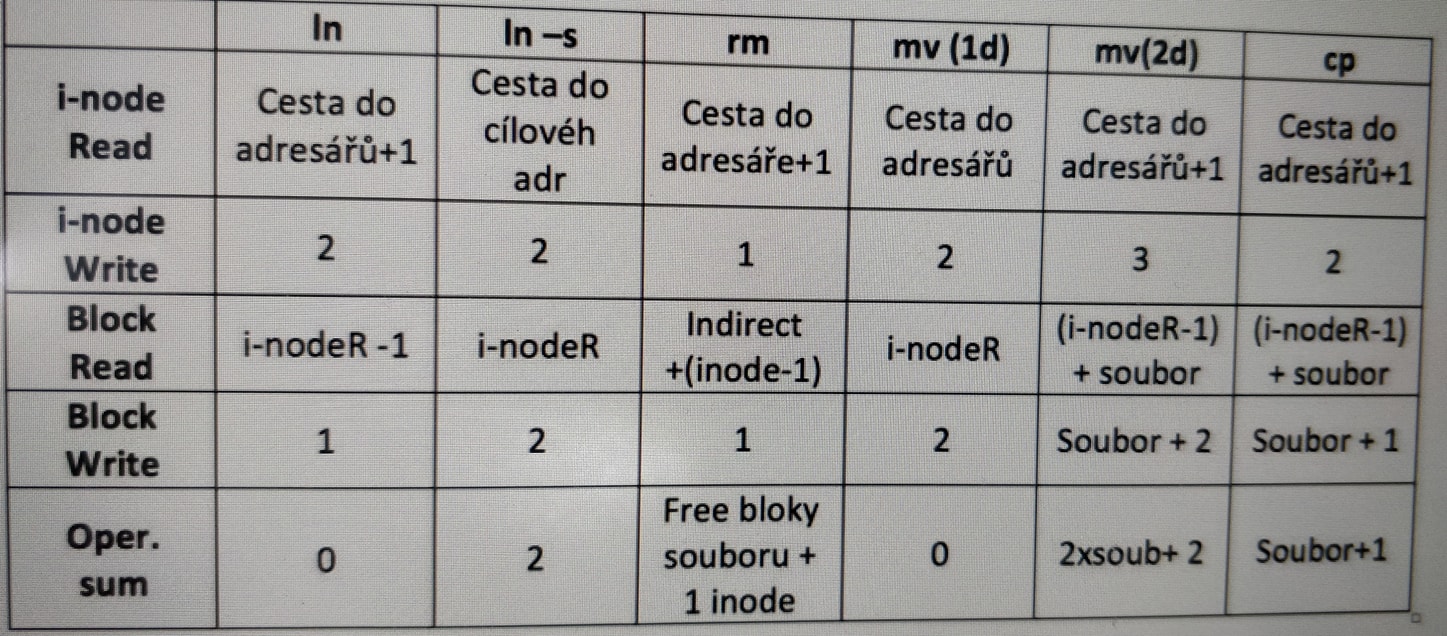 ln ln –s rm mv (1d) mv(2d) cp
i-node
Read
Cesta do
adresářů+1
Cesta do
cílovéh
adr
Cesta do
adresáře+1
Cesta do
adresářů
Cesta do
adresářů+1
Cesta do
adresářů+1
i-node
Write
2
2
1
2
3
2
Block
Read
i-nodeR -1
i-nodeR
Indirect
+(inode-1)
i-nodeR
(i-nodeR-1)
+ soubor
(i-nodeR-1)
+ soubor
Block
Write
1
2
1
2
Soubor + 2
Soubor + 1
Oper.
sum
0
2
Free bloky
souboru +
1 inode
0
2xsoub+ 2
Soubor+1